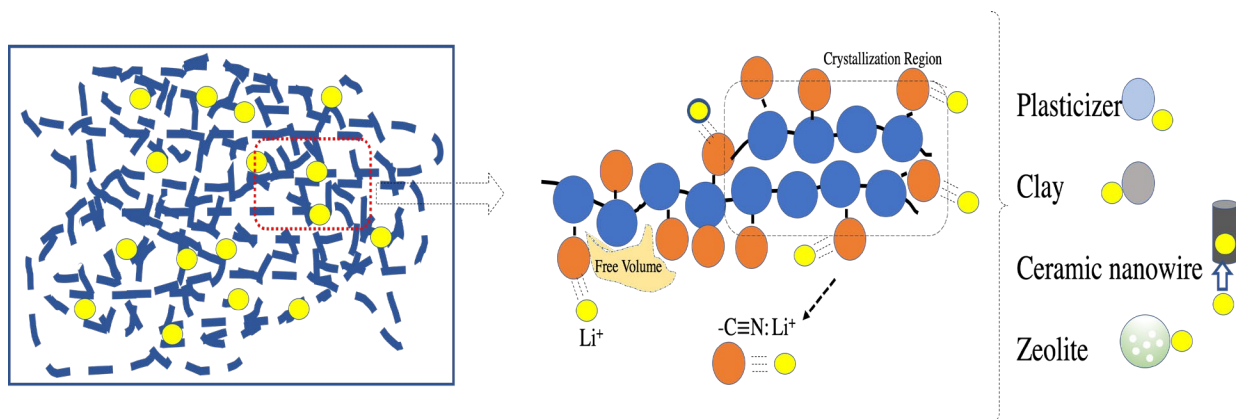 Crystallization Region
Free Volume
Li⁺
-C≡N: Li⁺
Plasticizer
Clay
Ceramic nanowire
Zeolite